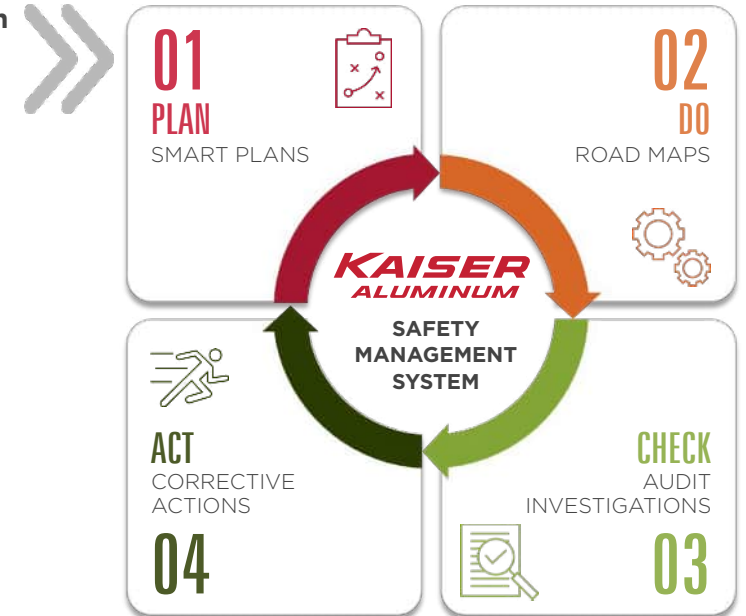 01
PLAN
SMART PLANS
02
DO
ROAD MAPS
KAISER
ALUMINUM
SAFETY
MANAGEMENT
SYSTEM
CHECK
AUDIT
INVESTIGATIONS
03
ACT
CORRECTIVE
ACTIONS
04